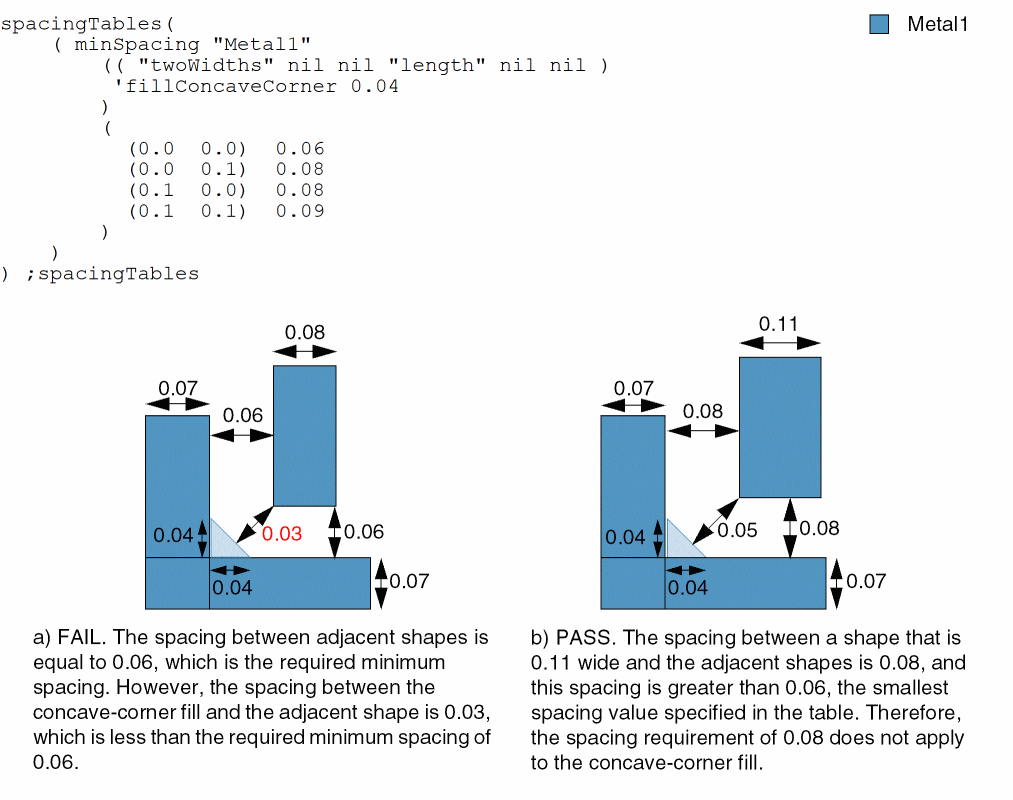 spacingTables(
( minSpacing "Metal1"
(( "twoWidths" nil nil "length" nil nil )
'fillConcaveCorner 0.04
)
(
(0.0 0.0) 0.06
(0.0 0.1) 0.08
(0.1 0.0) 0.08
(0.1 0.1) 0.09
)
)
) ;spacingTables
Metal1
0.08
0.07
0.06
0.04
0.03
0.06
0.04
0.07
a) FAIL. The spacing between adjacent shapes is
equal to 0.06, which is the required minimum
spacing. However, the spacing between the
concave-corner fill and the adjacent shape is 0.03,
which is less than the required minimum spacing of
0.06.
0.11
0.07
0.08
0.04
0.05
0.08
0.04
0.07
b) PASS. The spacing between a shape that is
0.11 wide and the adjacent shapes is 0.08, and
this spacing is greater than 0.06, the smallest
spacing value specified in the table. Therefore,
the spacing requirement of 0.08 does not apply
to the concave-corner fill.